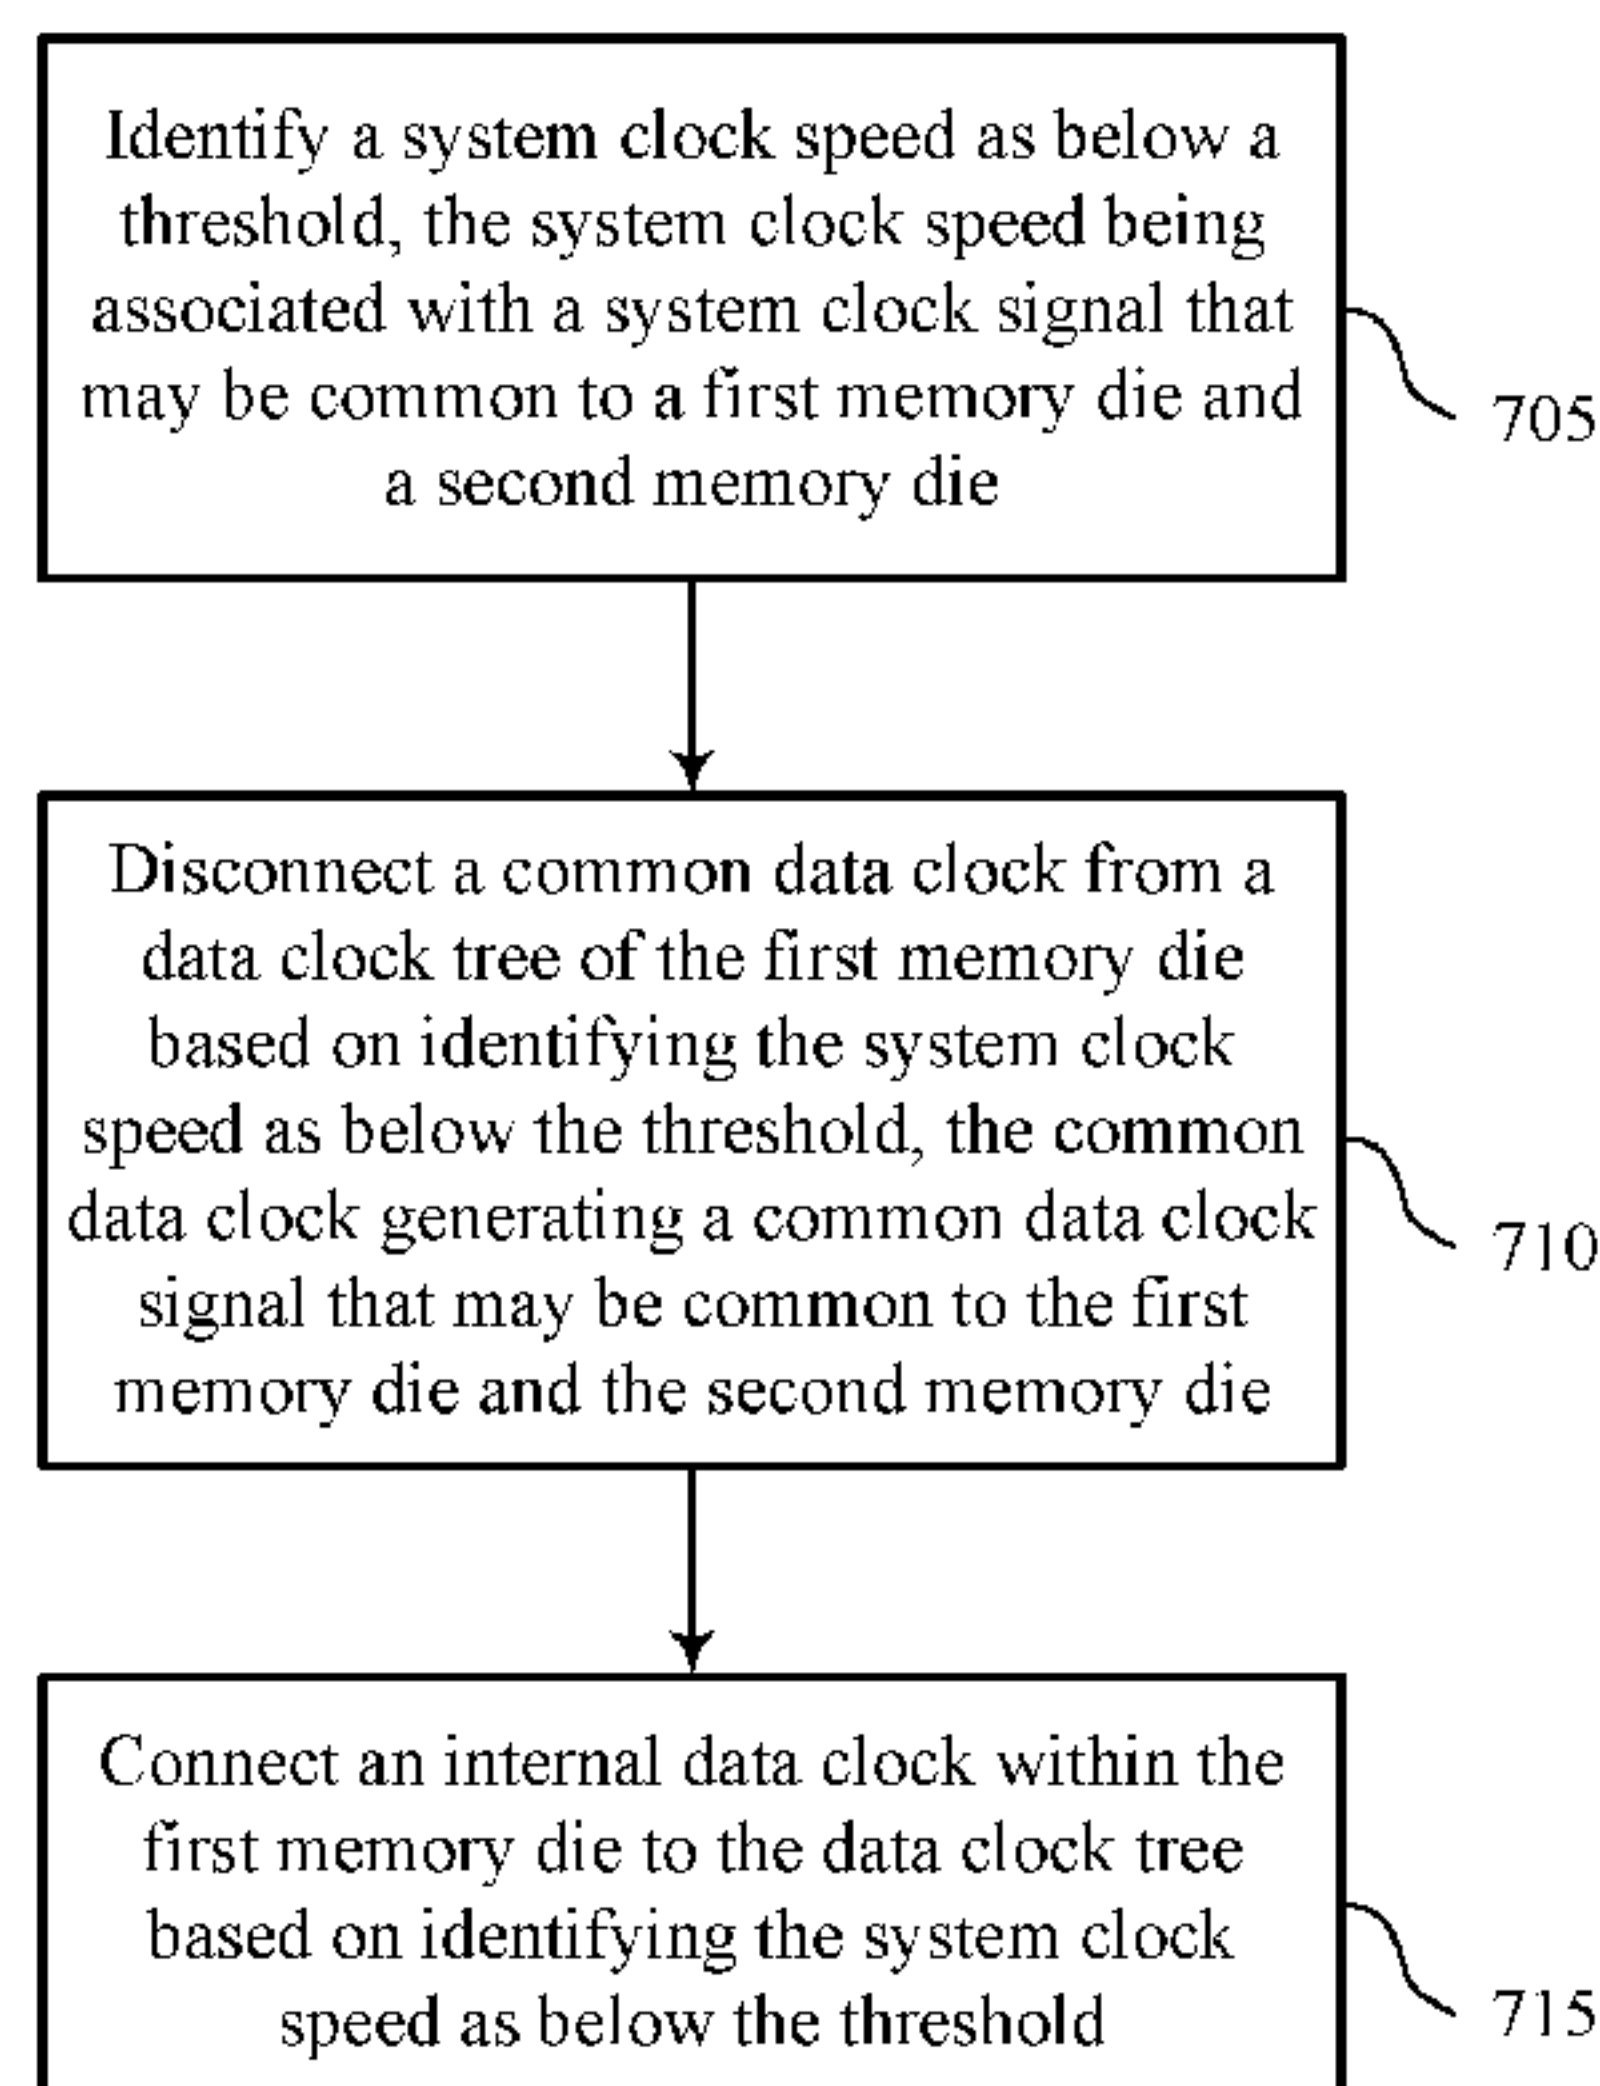 Identify a system clock speed as below a
threshold, the system clock speed being
associated with a system clock signal that
may be common to a first memory die and
a second memory die
705
Disconnect a common data clock from a
data clock tree of the first memory die
based on identifying the system clock
speed as below the threshold, the common
data clock generating a common data clock
signal that may be common to the first
memory die and the second memory die
710
Connect an internal data clock within the
first memory die to the data clock tree
based on identifying the system clock
speed as below the threshold
715